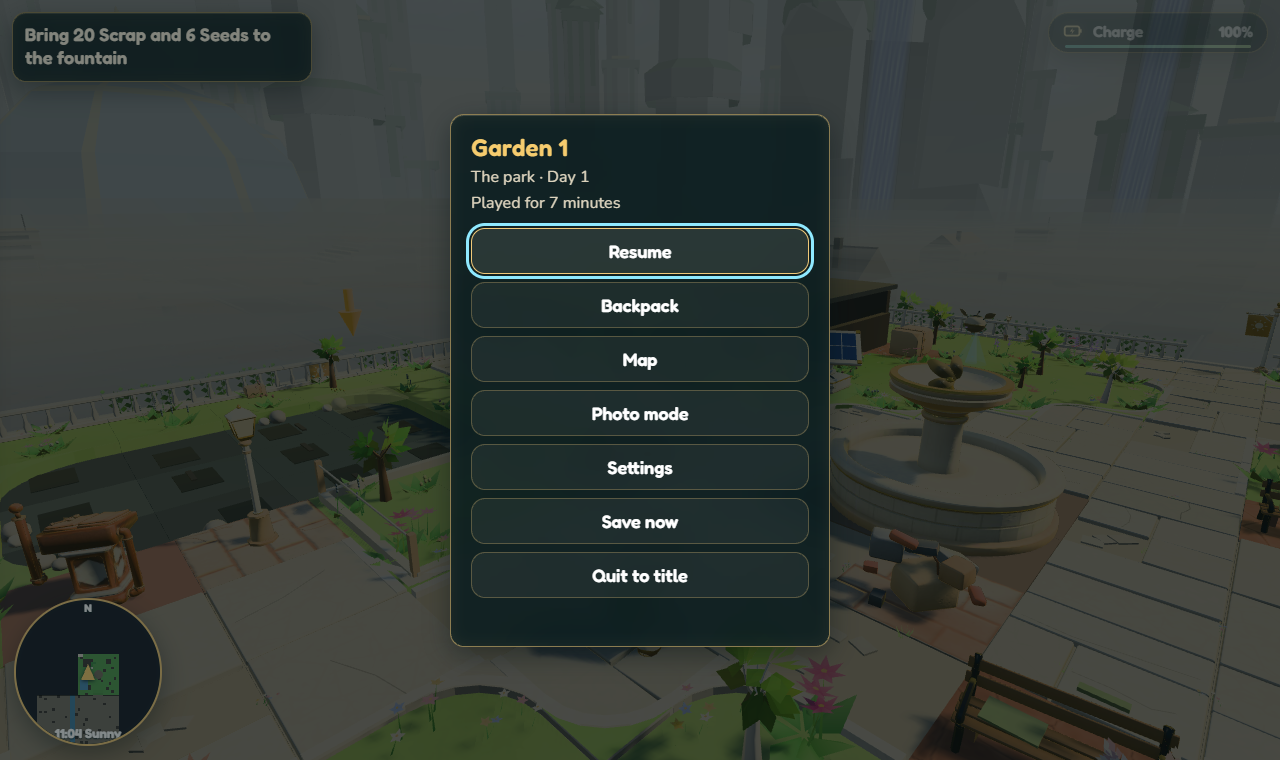 Bring 20 Scrap and 6 Seeds to
the fountain
Charge 100%
Garden 1
The park · Day 1
Played for 7 minutes
Resume
Backpack
Map
Photo mode
Settings
Save now
Quit to title
N
11:04 Sunny